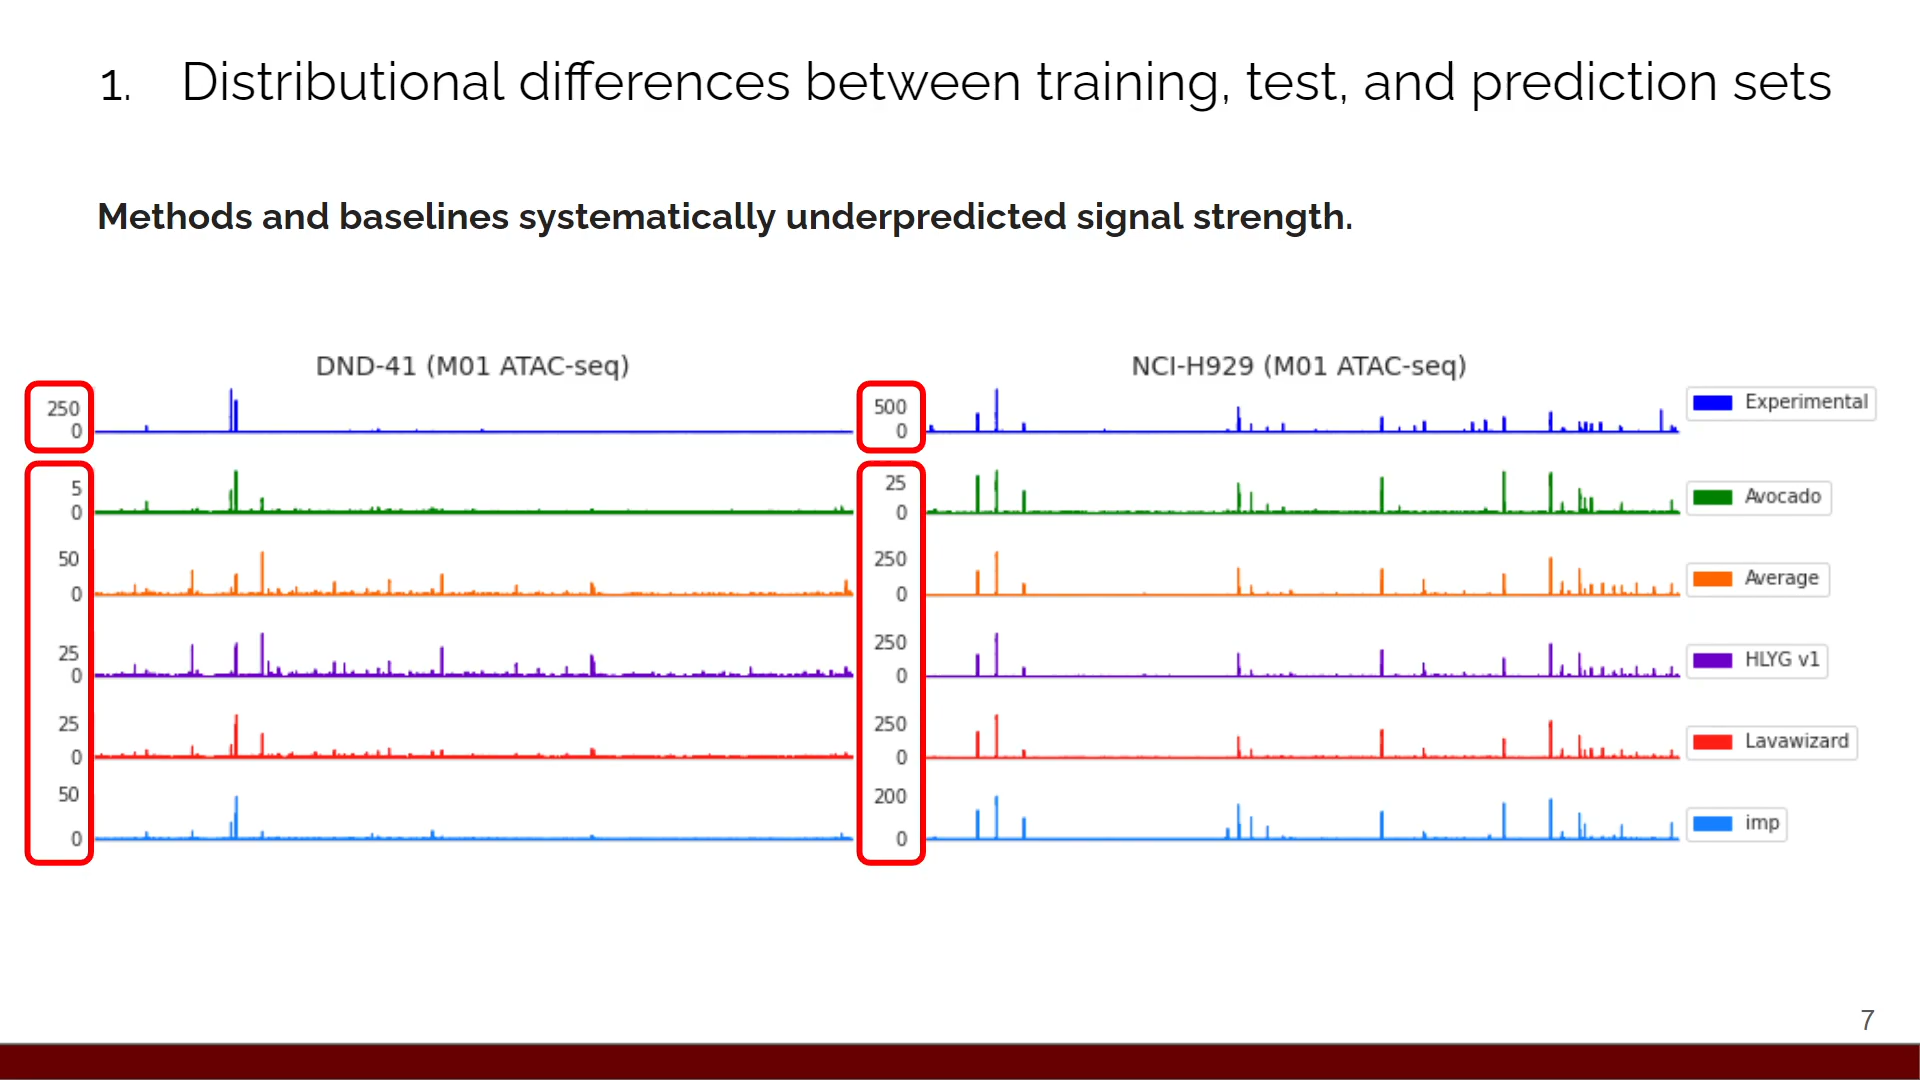 1. Distributional differences between training, test, and prediction sets
Methods and baselines systematically underpredicted signal strength.
DND-41 (M01 ATAC-seq)
250
0
5
0
50
0
25
0
25
0
50
0
NCI-H929 (M01 ATAC-seq)
500
0
25
0
250
0
250
0
250
0
200
0
Experimental
Avocado
Average
HLYG v1
Lavawizard
imp
7